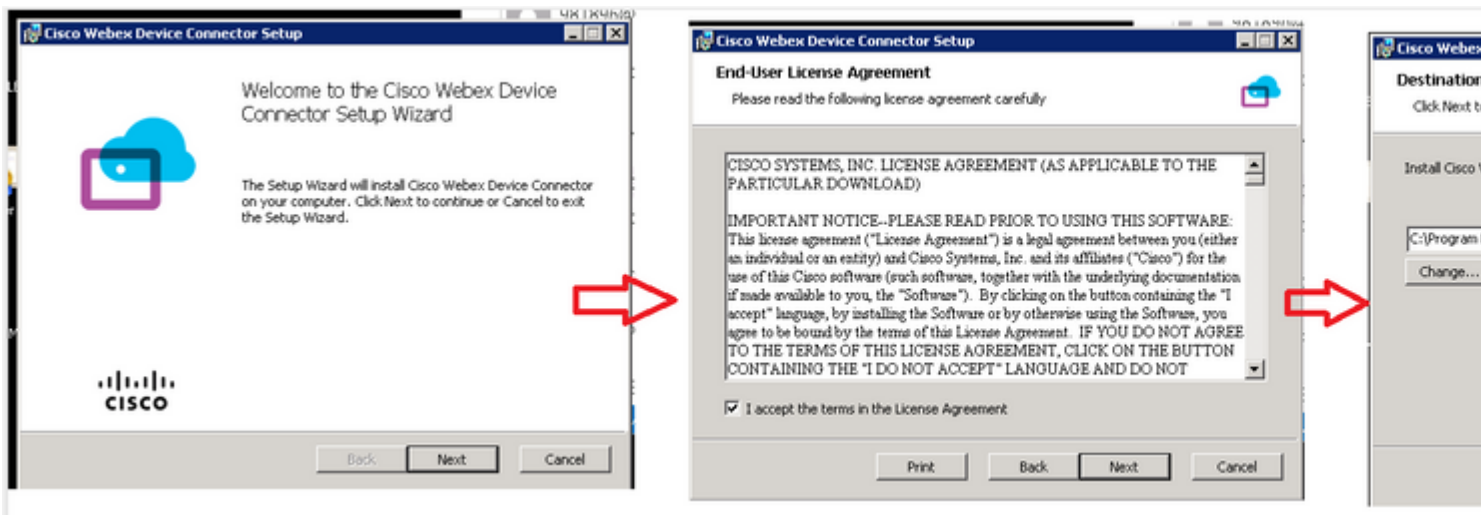 Cisco Webex Device Connector Setup
Welcome to the Cisco Webex Device
Connector Setup Wizard
The Setup Wizard will install Cisco Webex Device Connector
on your computer. Click Next to continue or Cancel to exit
the Setup Wizard.
CISCO
Back
Next
Cancel
Cisco Webex Device Connector Setup
End-User License Agreement
Please read the following license agreement carefully
CISCO SYSTEMS, INC. LICENSE AGREEMENT (AS APPLICABLE TO THE
PARTICULAR DOWNLOAD)
IMPORTANT NOTICE--PLEASE READ PRIOR TO USING THIS SOFTWARE:
This license agreement ("License Agreement") is a legal agreement between you (either
an individual or an entity) and Cisco Systems, Inc. and its affiliates ("Cisco") for the
use of this Cisco software (such software, together with the underlying documentation
if made available to you, the "Software"). By clicking on the button containing the "I
accept" language, by installing the Software or by otherwise using the Software, you
agree to be bound by the terms of this License Agreement. IF YOU DO NOT AGREE
TO THE TERMS OF THIS LICENSE AGREEMENT, CLICK ON THE BUTTON
CONTAINING THE "I DO NOT ACCEPT" LANGUAGE AND DO NOT
I accept the terms in the License Agreement
Print
Back
Next
Cancel
Cisco Webex
Destination
Click Next t
Install Cisco
C:\Program
Change...